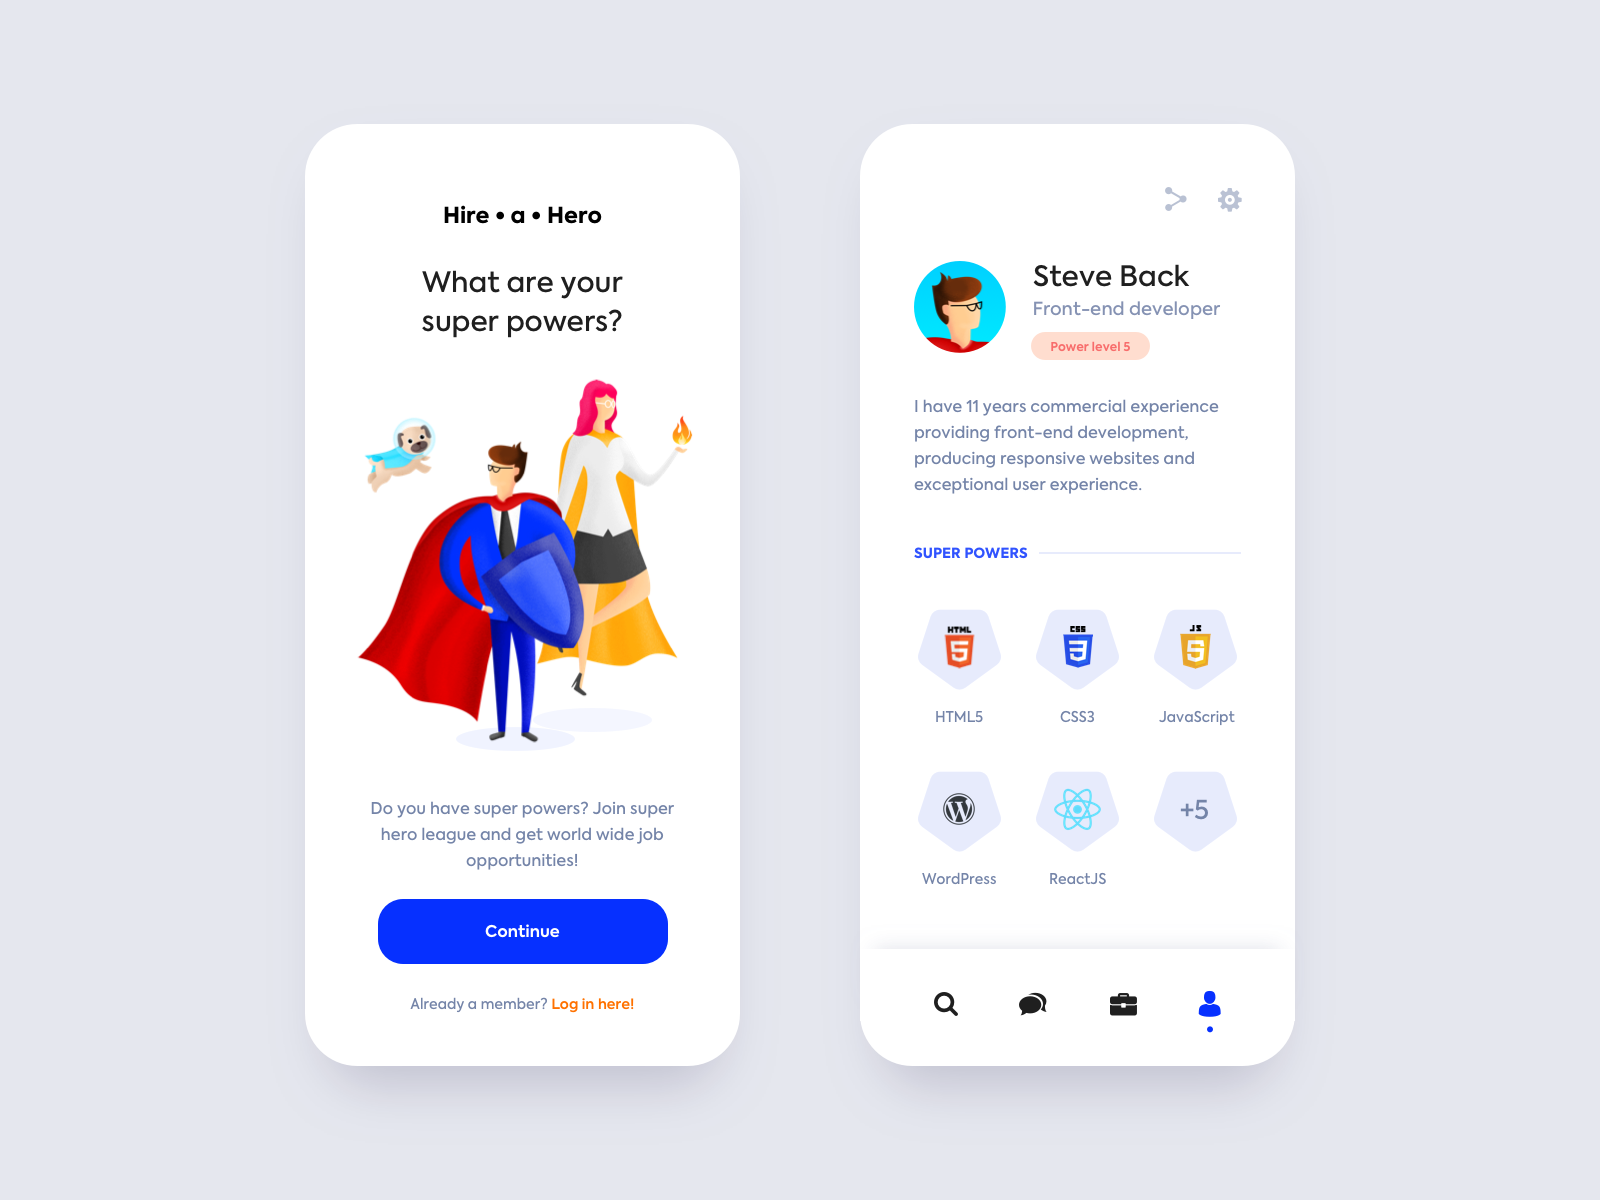 Hire • a • Hero
What are your
super powers?
Do you have super powers? Join super
hero league and get world wide job
opportunities!
Continue
Already a member? Log in here!
Steve Back
Front-end developer
Power level 5
I have 11 years commercial experience
providing front-end development,
producing responsive websites and
exceptional user experience.
SUPER POWERS
HTML
5
CSS
3
JS
5
HTML5
CSS3
JavaScript
W
+5
WordPress
ReactJS